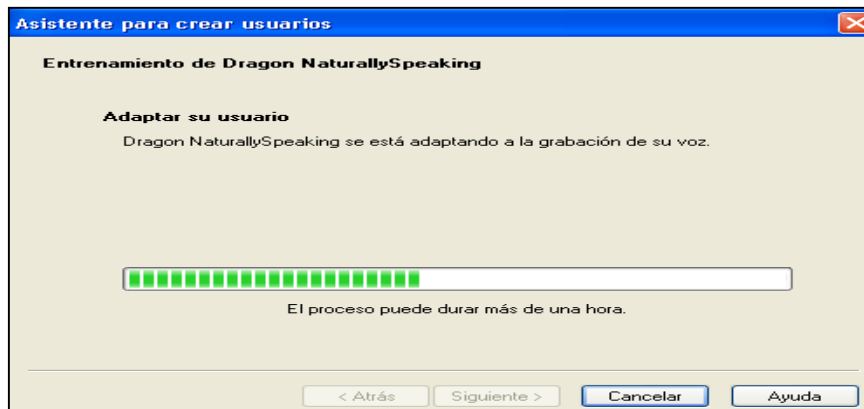 Asistente para crear usuarios
Entrenamiento de Dragon NaturallySpeaking
Adaptar su usuario
Dragon NaturallySpeaking se está adaptando a la grabación de su voz.
El proceso puede durar más de una hora.
< Atrás Siguiente > Cancelar Ayuda